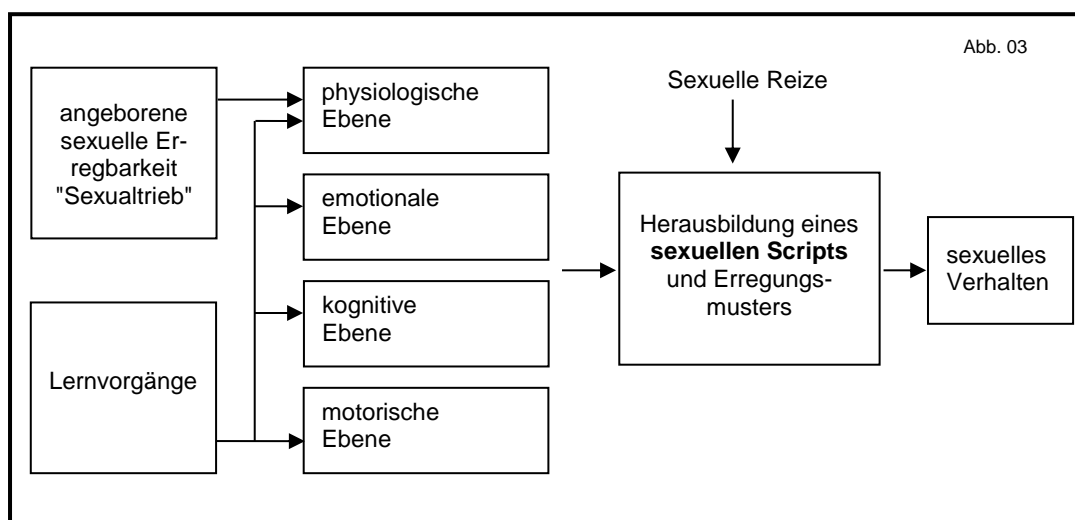 Abb. 03
angeborene
sexuelle Er-
regbarkeit
"Sexualtrieb"
Lernvorgänge
physiologische
Ebene
emotionale
Ebene
kognitive
Ebene
motorische
Ebene
Sexuelle Reize
Herausbildung eines
sexuellen Scripts
und Erregungs-
musters
sexuelles
Verhalten